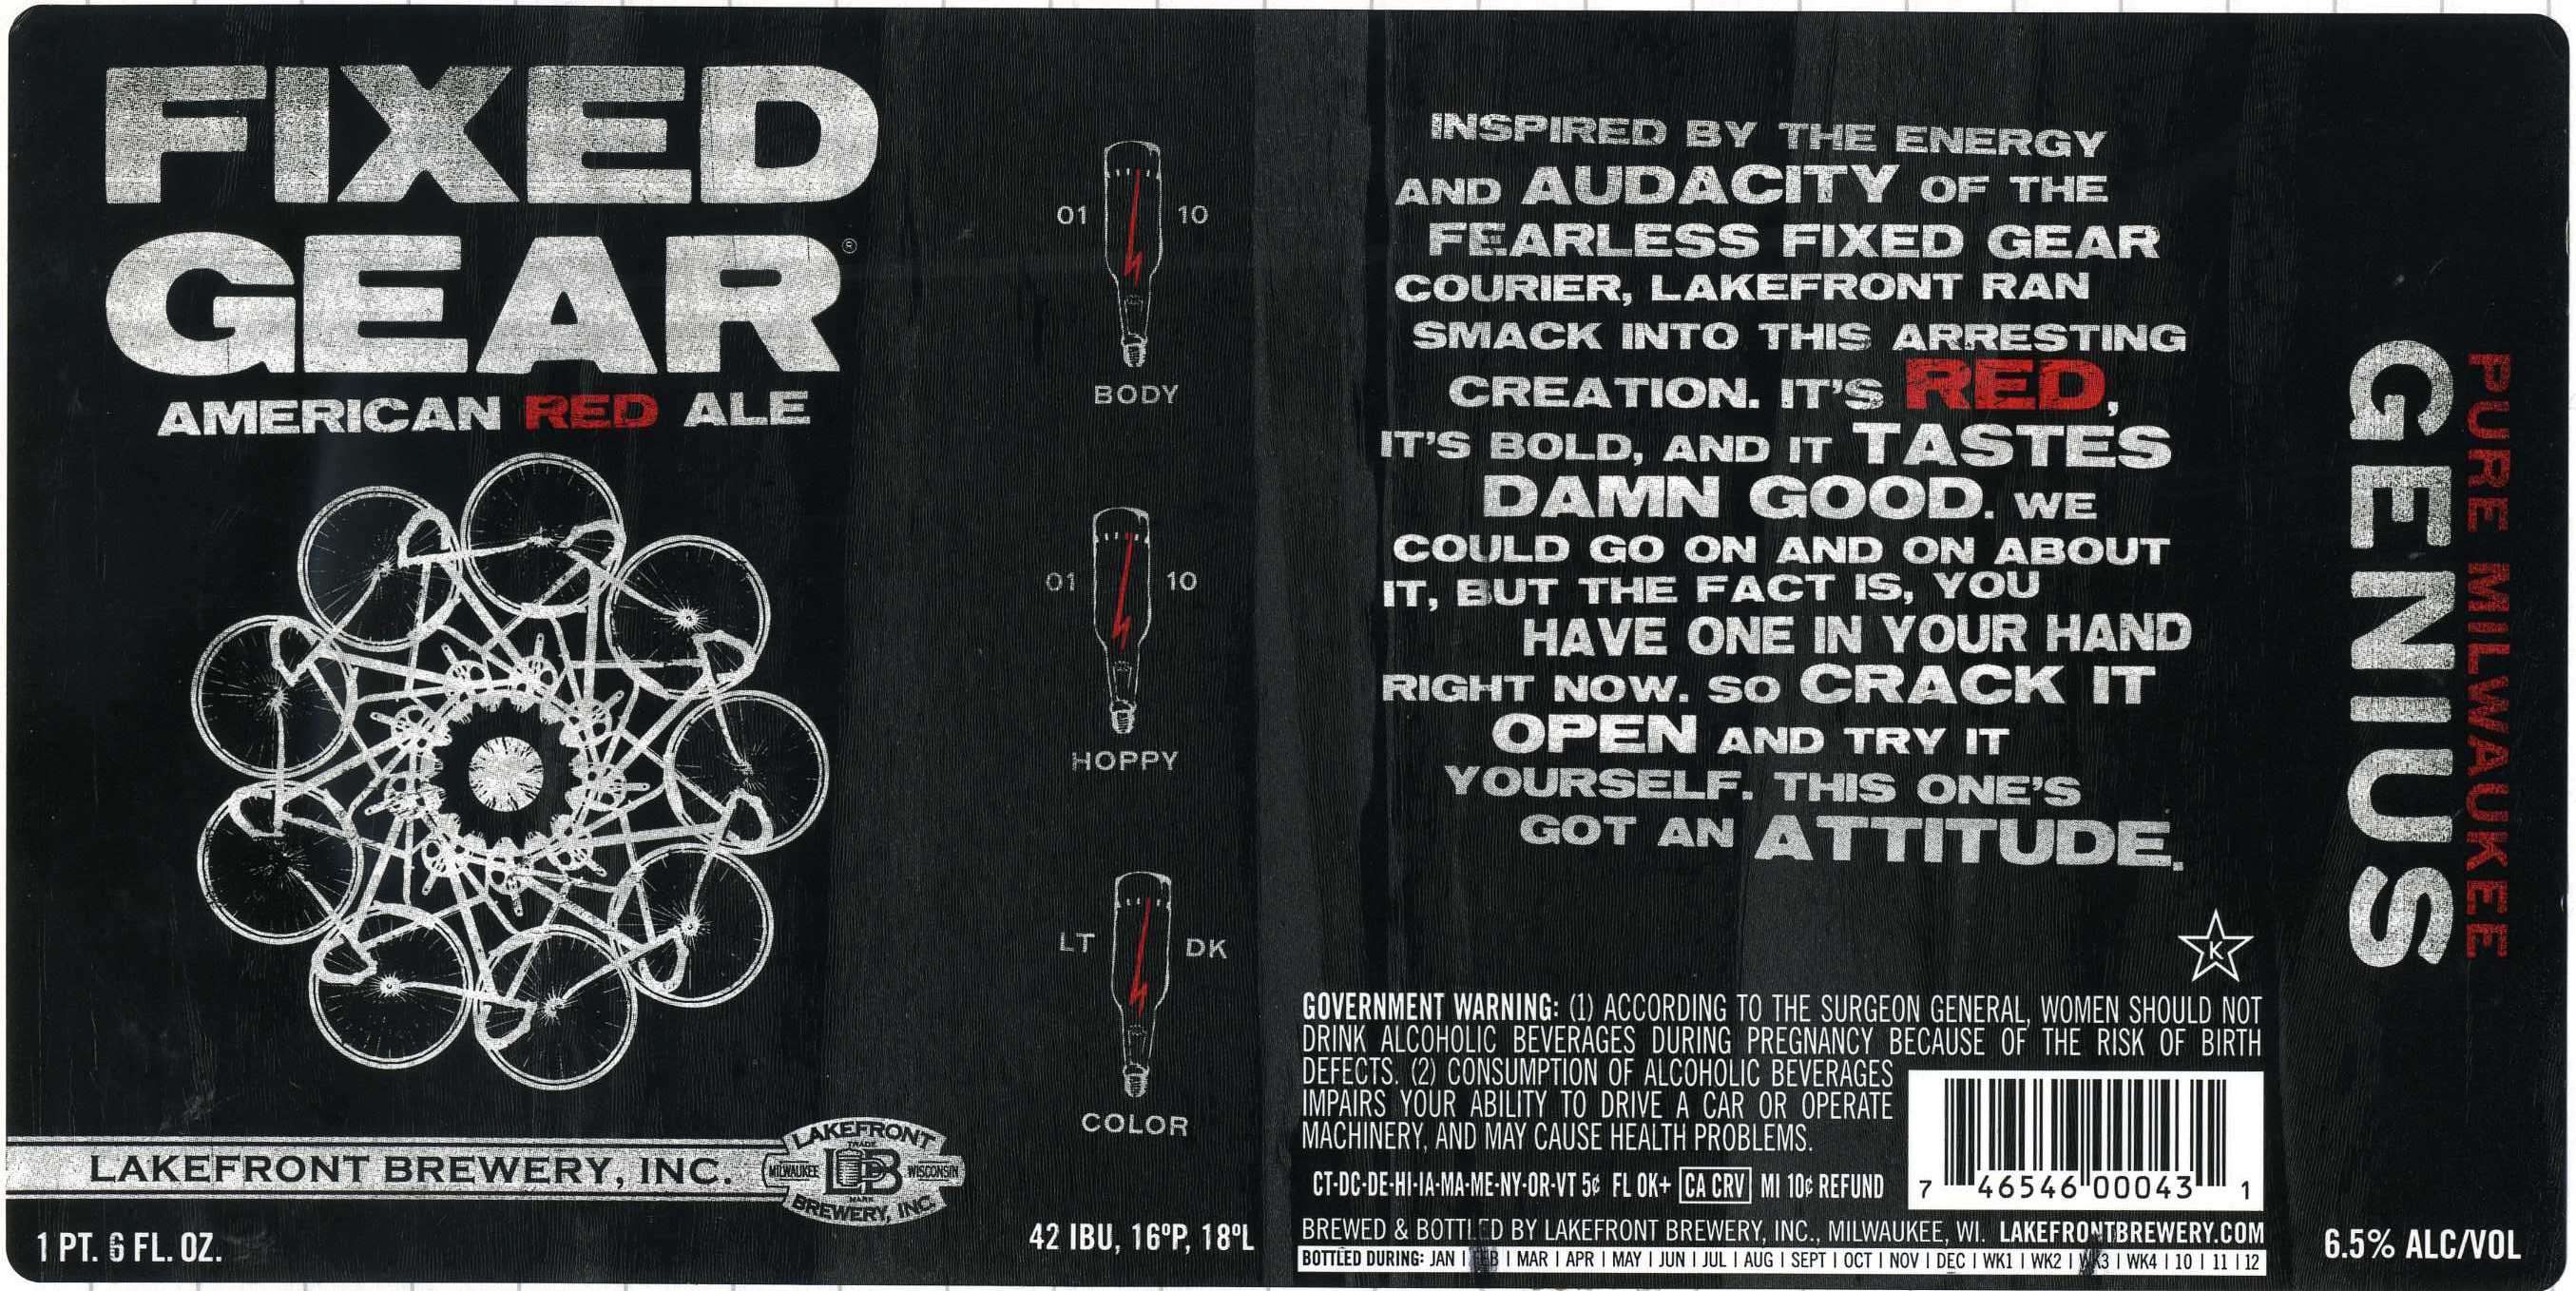 FIXED
GEAR®
AMERICAN RED ALE
LAKEFRONT BREWERY, INC.
LAKEFRONT
TRADE
MILWAUKEE LB WISCONSIN
MARK
BREWERY, INC.
1 PT. 6 FL. OZ.
01 10
BODY
01 10
HOPPY
LT DK
COLOR
42 IBU, 16ºP, 18ºL
INSPIRED BY THE ENERGY
AND AUDACITY OF THE
FEARLESS FIXED GEAR
COURIER, LAKEFRONT RAN
SMACK INTO THIS ARRESTING
CREATION. IT'S RED,
IT'S BOLD, AND IT TASTES
DAMN GOOD. WE
COULD GO ON AND ON ABOUT
IT, BUT THE FACT IS, YOU
HAVE ONE IN YOUR HAND
RIGHT NOW. SO CRACK IT
OPEN AND TRY IT
YOURSELF. THIS ONE'S
GOT AN ATTITUDE.
K
GOVERNMENT WARNING: (1) ACCORDING TO THE SURGEON GENERAL, WOMEN SHOULD NOT
DRINK ALCOHOLIC BEVERAGES DURING PREGNANCY BECAUSE OF THE RISK OF BIRTH
DEFECTS. (2) CONSUMPTION OF ALCOHOLIC BEVERAGES
IMPAIRS YOUR ABILITY TO DRIVE A CAR OR OPERATE
MACHINERY, AND MAY CAUSE HEALTH PROBLEMS.
CT-DC-DE-HI-IA-MA-ME-NY-OR-VT 5¢ FL OK+ CA CRV MI 10¢ REFUND
7 46546 00043 1
BREWED & BOTTLED BY LAKEFRONT BREWERY, INC., MILWAUKEE, WI. LAKEFRONTBREWERY.COM
BOTTLED DURING: JAN | FEB | MAR | APR | MAY | JUN | JUL | AUG | SEPT | OCT | NOV | DEC | WK1 | WK2 | WK3 | WK4 | 10 | 11 | 12
PURE MILWAUKEE
GENIUS
6.5% ALC/VOL